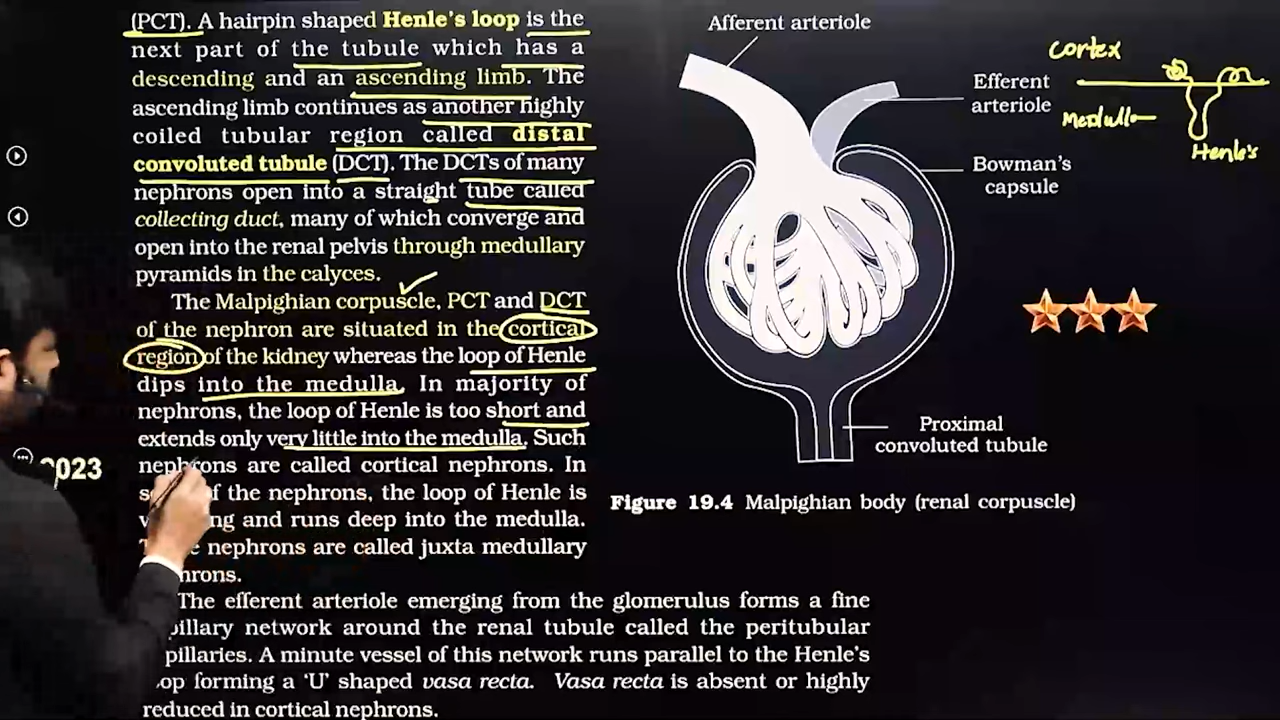 (PCT). A hairpin shaped Henle's loop is the
next part of the tubule which has a
descending and an ascending limb. The
ascending limb continues as another highly
coiled tubular region called distal
convoluted tubule (DCT). The DCTs of many
nephrons open into a straight tube called
collecting duct, many of which converge and
open into the renal pelvis through medullary
pyramids in the calyces.
The Malpighian corpuscle, PCT and DCT
of the nephron are situated in the cortical
region of the kidney whereas the loop of Henle
dips into the medulla. In majority of
nephrons, the loop of Henle is too short and
extends only very little into the medulla. Such
nephrons are called cortical nephrons. In
of the nephrons, the loop of Henle is
and runs deep into the medulla.
nephrons are called juxta medullary
The efferent arteriole emerging from the glomerulus forms a fine
network around the renal tubule called the peritubular
A minute vessel of this network runs parallel to the Henle's
forming a 'U' shaped vasa recta. Vasa recta is absent or highly
reduced in cortical nephrons.
2023
Afferent arteriole
Efferent
arteriole
Bowman's
capsule
Proximal
convoluted tubule
Figure 19.4 Malpighian body (renal corpuscle)
Cortex
Medulla
Henle's